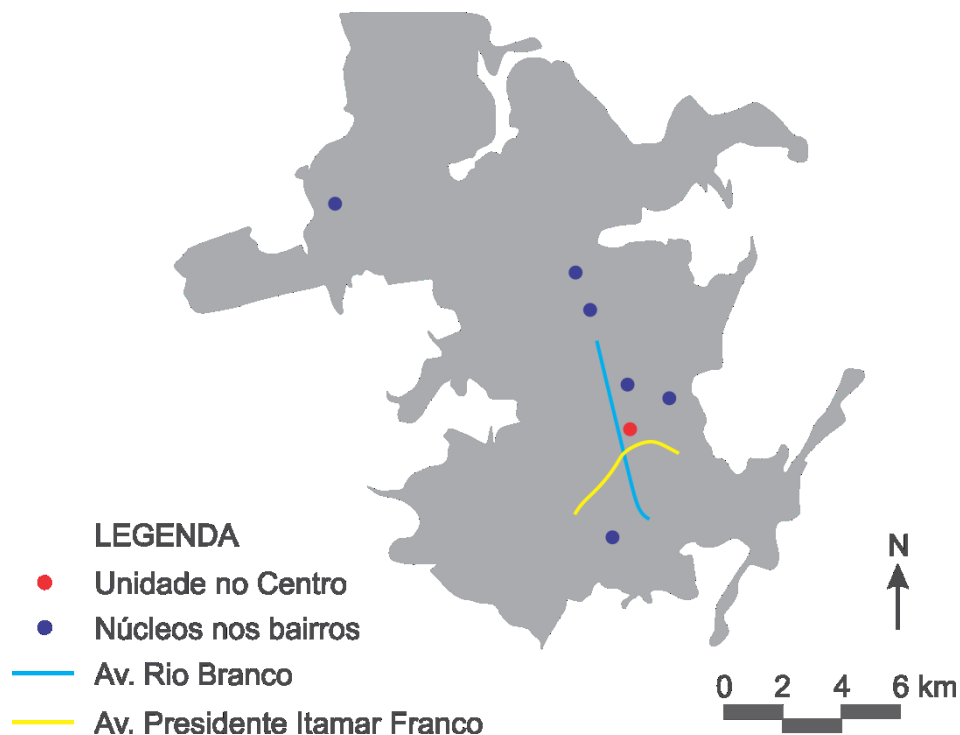 LEGENDA
Unidade no Centro
Núcleos nos bairros
Av. Rio Branco
Av. Presidente Itamar Franco
N
0 2 4 6 km